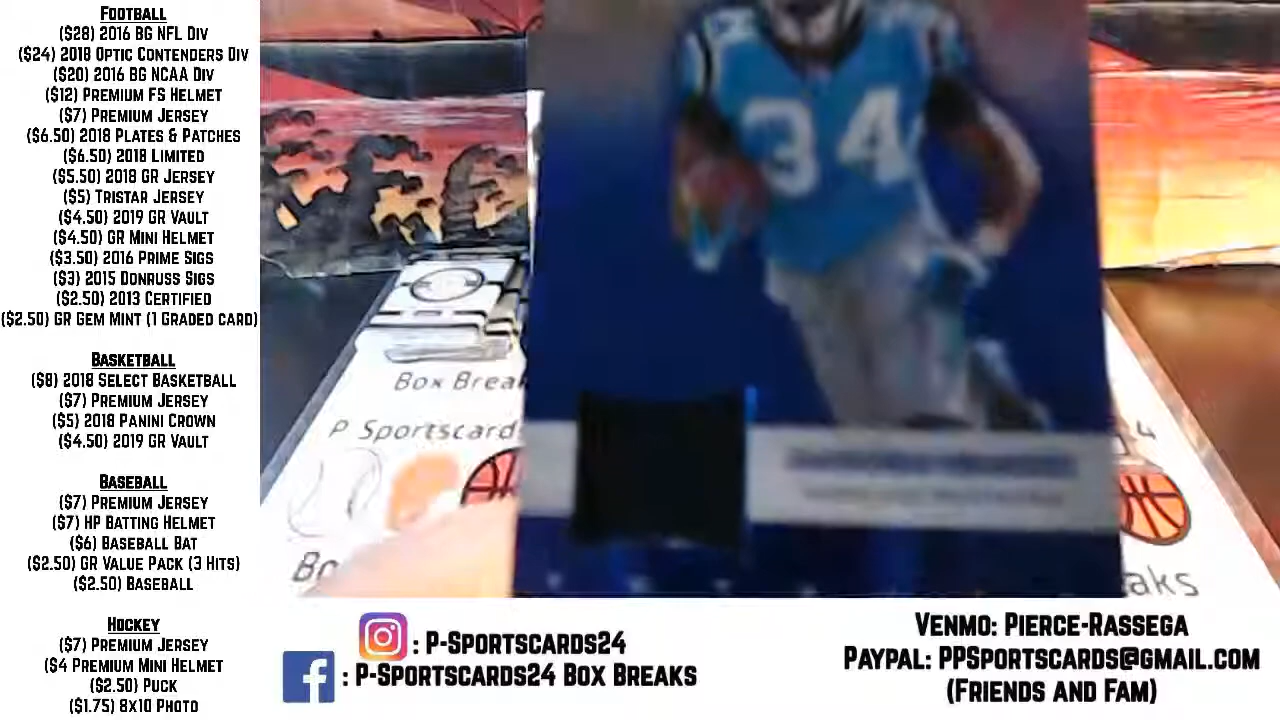 Football
($28) 2016 BG NFL Div
($24) 2018 Optic Contenders Div
($20) 2016 BG NCAA Div
($12) Premium FS Helmet
($7) Premium Jersey
($6.50) 2018 Plates & Patches
($6.50) 2018 Limited
($5.50) 2018 GR Jersey
($5) Tristar Jersey
($4.50) 2019 GR Vault
($4.50) GR Mini Helmet
($3.50) 2016 Prime Sigs
($3) 2015 Donruss Sigs
($2.50) 2013 Certified
($2.50) GR Gem Mint (1 Graded card)
Basketball
($8) 2018 Select Basketball
($7) Premium Jersey
($5) 2018 Panini Crown
($4.50) 2019 GR Vault
Baseball
($7) Premium Jersey
($7) HP Batting Helmet
($6) Baseball Bat
($2.50) GR Value Pack (3 Hits)
($2.50) Baseball
Hockey
($7) Premium Jersey
($4 Premium Mini Helmet
($2.50) Puck
($1.75) 8x10 Photo
34
Box Brea
P Sportscard
4
Bo
aks
: P-Sportscards24
: P-Sportscards24 Box Breaks
Venmo: Pierce-Rassega
Paypal: PPSportscards@gmail.com
(Friends and Fam)